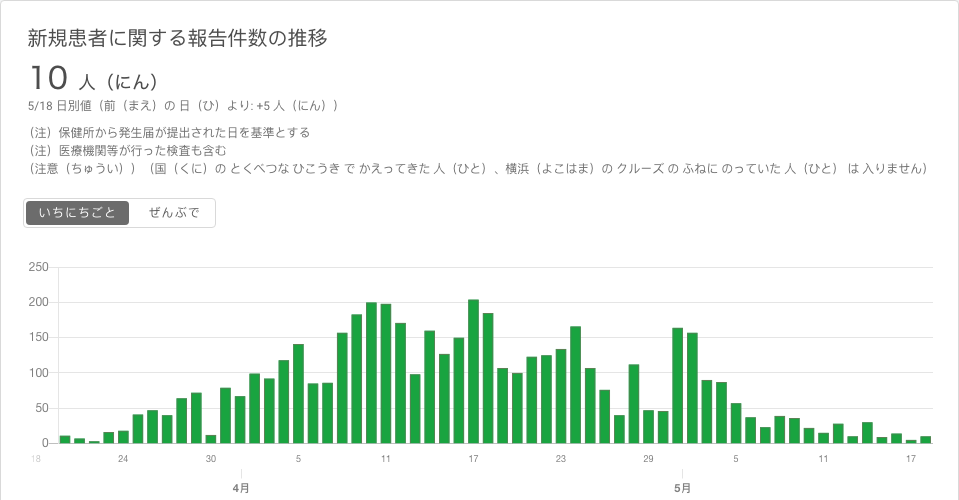 新規患者に関する報告件数の推移
10 人（にん）
5/18 日別値（前（まえ）の 日（ひ）より: +5 人（にん））
（注）保健所から発生届が提出された日を基準とする
（注）医療機関等が行った検査も含む
（注意（ちゅうい））（国（くに）の とくべつな ひこうき で かえってきた 人（ひと）、横浜（よこはま）の クルーズ の ふねに のっていた 人（ひと） は 入りません）
いちにちごと ぜんぶで
250
200
150
100
50
0
18 24 30 5 11 17 23 29 5 11 17
4月 5月